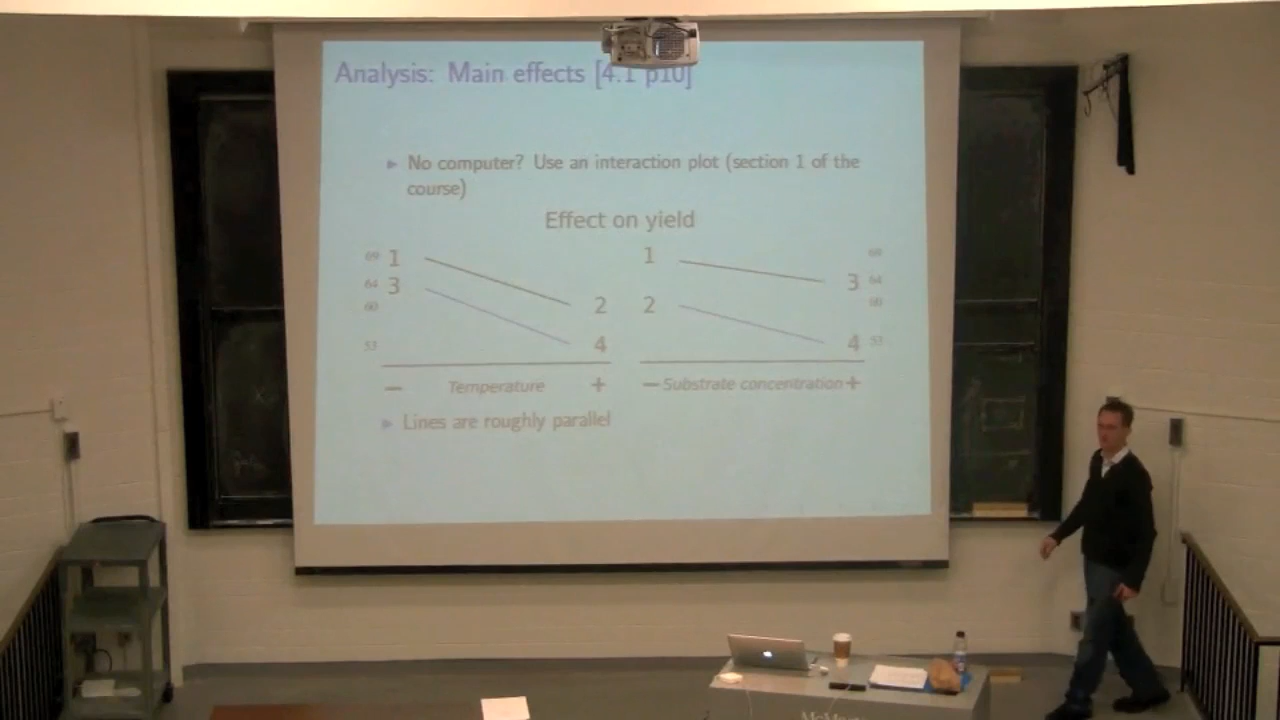 Analysis: Main effects [4.1 p10]
▸ No computer? Use an interaction plot (section 1 of the
course)
Effect on yield
69 1 1 69
64 3 3 64
60 2 2 60
53 4 4 53
− Temperature + − Substrate concentration +
▸ Lines are roughly parallel